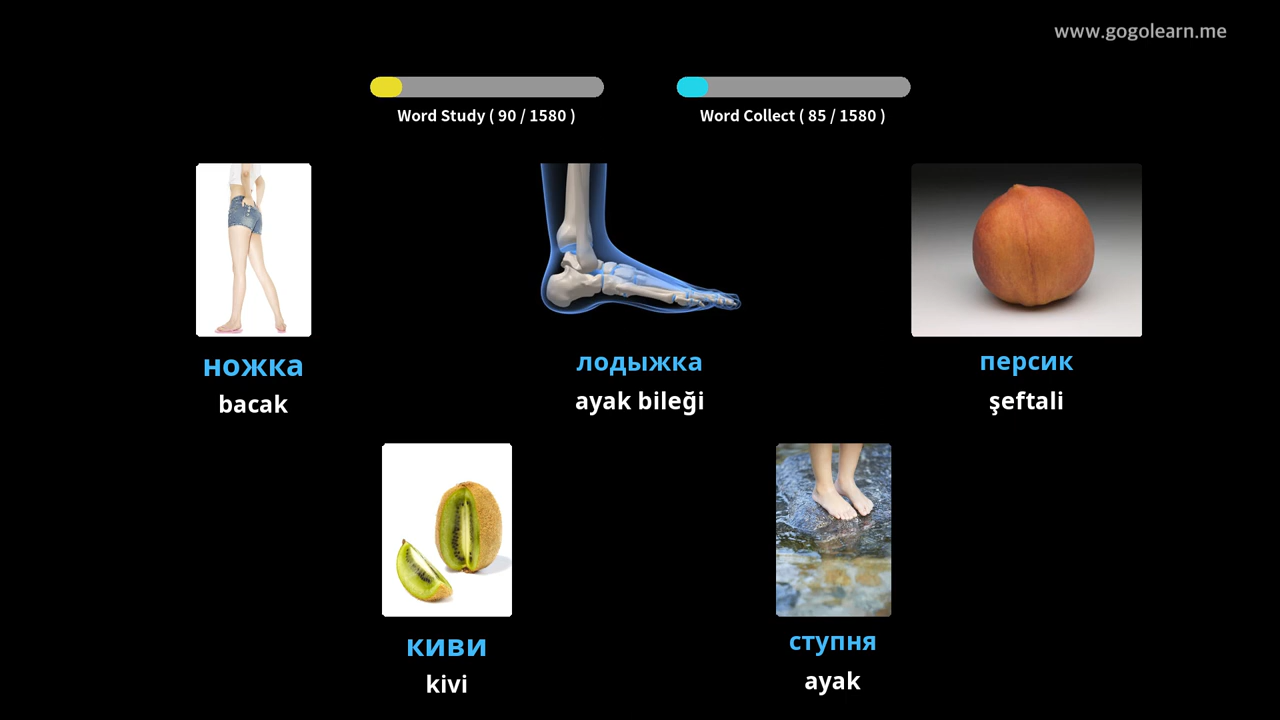 www.gogolearn.me
Word Study ( 90 / 1580 )
Word Collect ( 85 / 1580 )
ножка
bacak
лодыжка
ayak bileği
персик
şeftali
киви
kivi
ступня
ayak